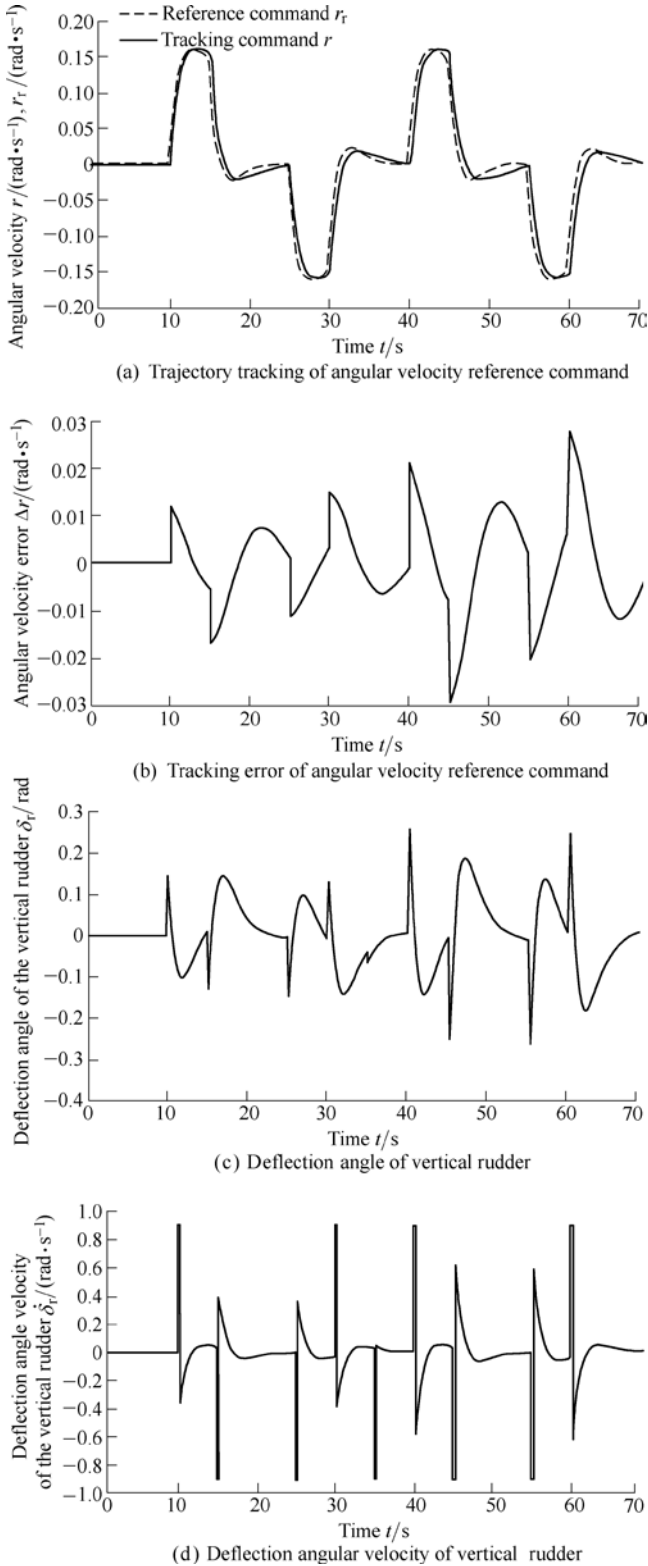 Reference command r_r
Tracking command r
Angular velocity r/(rad•s⁻¹), r_r/(rad•s⁻¹)
0.20
0.15
0.10
0.05
0
−0.05
−0.10
−0.15
−0.20
0 10 20 30 40 50 60 70
Time t/s
(a) Trajectory tracking of angular velocity reference command
Angular velocity error Δr/(rad•s⁻¹)
0.03
0.02
0.01
0
−0.01
−0.02
−0.03
0 10 20 30 40 50 60 70
Time t/s
(b) Tracking error of angular velocity reference command
Deflection angle of the vertical rudder δ_r/rad
0.3
0.2
0.1
0
−0.1
−0.2
−0.3
−0.4
0 10 20 30 40 50 60 70
Time t/s
(c) Deflection angle of vertical rudder
Deflection angle velocity
of the vertical rudder δ̇_r/(rad•s⁻¹)
1.0
0.8
0.6
0.4
0.2
0
−0.2
−0.4
−0.6
−0.8
−1.0
0 10 20 30 40 50 60 70
Time t/s
(d) Deflection angular velocity of vertical rudder